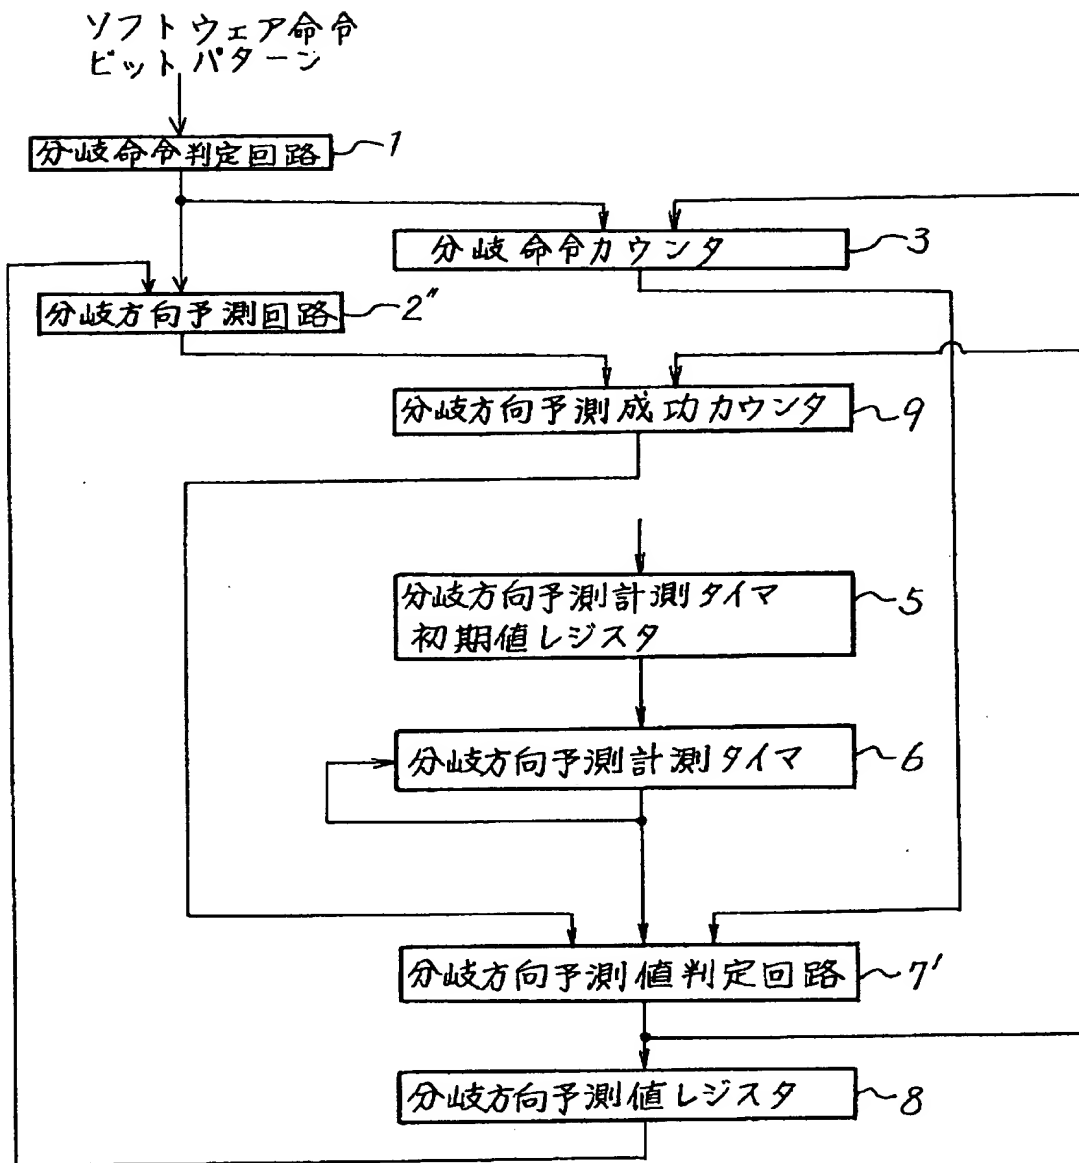 ソフトウェア命令
ビットパターン
分岐命令判定回路
1
分岐命令カウンタ
3
分岐方向予測回路
2"
分岐方向予測成功カウンタ
9
分岐方向予測計測タイマ
初期値レジスタ
5
分岐方向予測計測タイマ
6
分岐方向予測値判定回路
7'
分岐方向予測値レジスタ
8